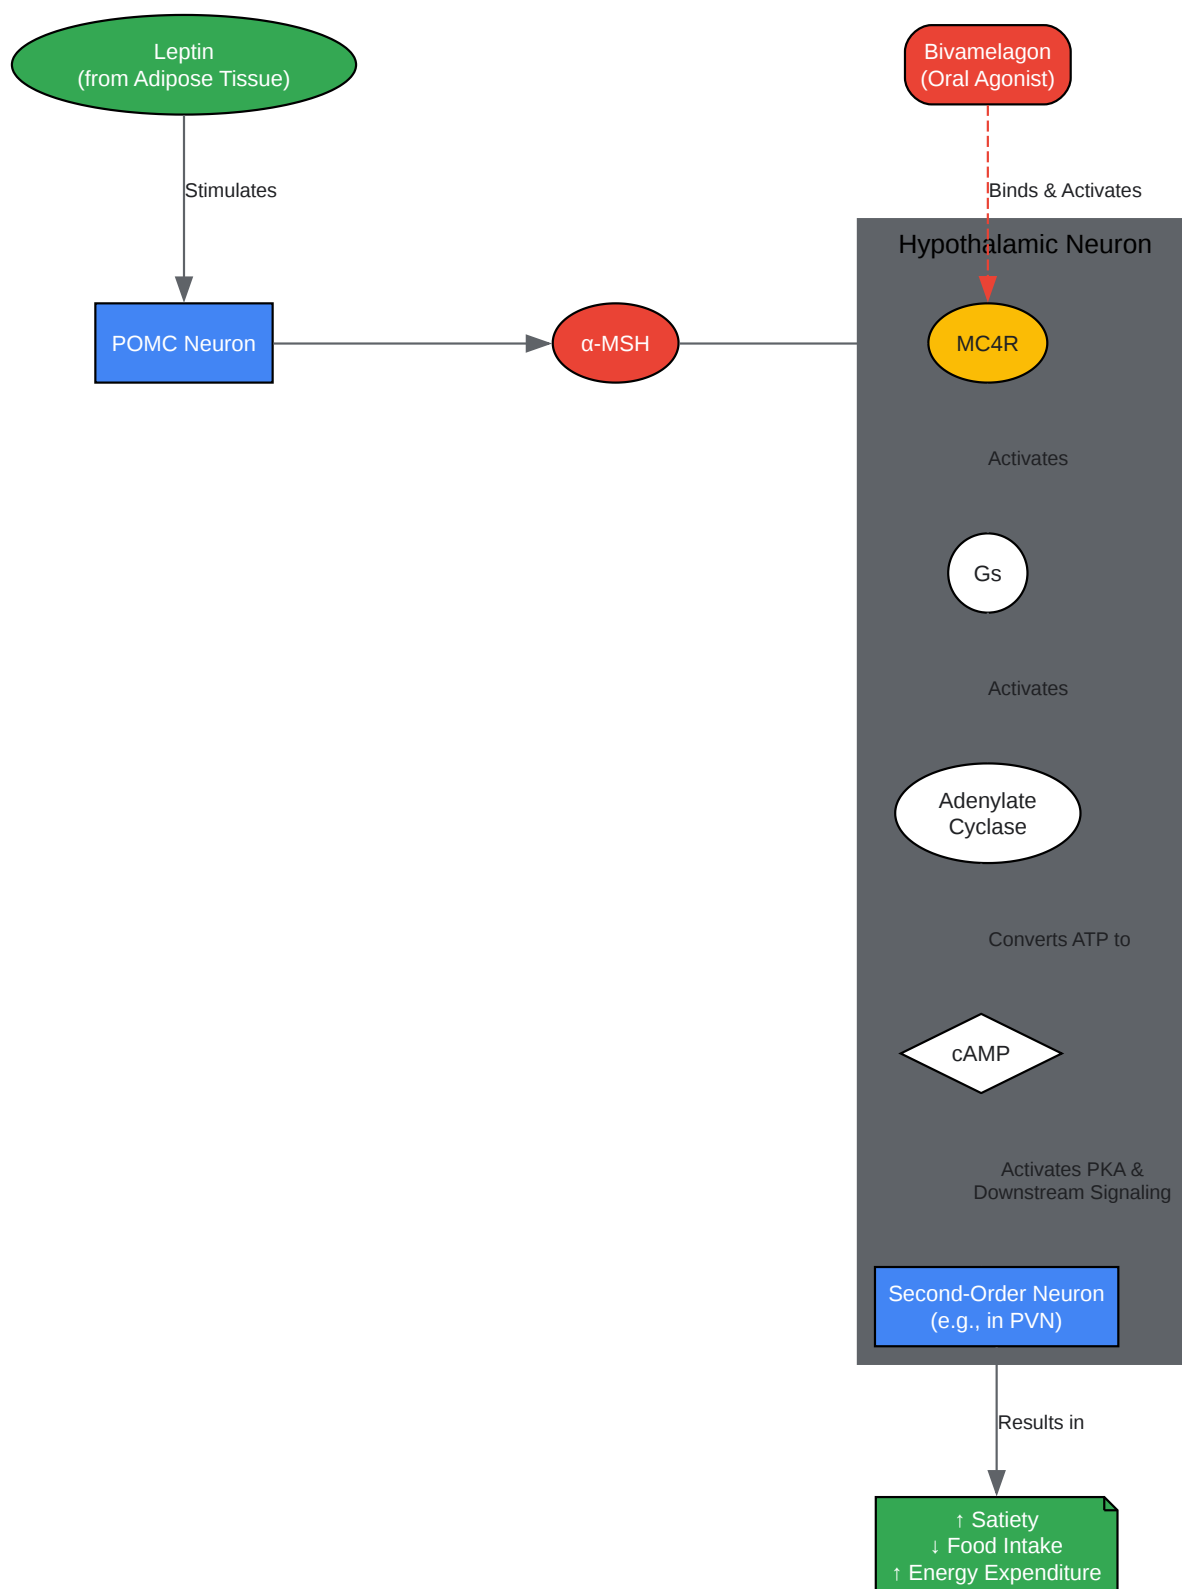 Leptin
(from Adipose Tissue)
Bivamelagon
(Oral Agonist)
Stimulates
Binds & Activates
Hypothalamic Neuron
POMC Neuron
α-MSH
MC4R
Activates
Gs
Activates
Adenylate
Cyclase
Converts ATP to
cAMP
Activates PKA &
Downstream Signaling
Second-Order Neuron
(e.g., in PVN)
Results in
↑ Satiety
↓ Food Intake
↑ Energy Expenditure